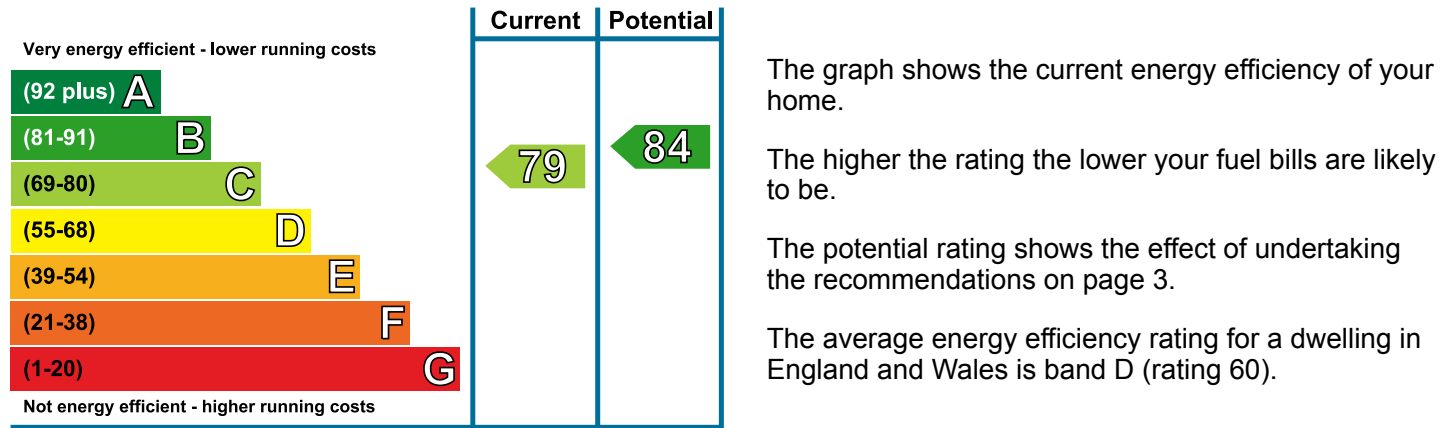 Current Potential
Very energy efficient - lower running costs
(92 plus) A
(81-91) B
(69-80) C
(55-68) D
(39-54) E
(21-38) F
(1-20) G
Not energy efficient - higher running costs
79
84
The graph shows the current energy efficiency of your
home.
The higher the rating the lower your fuel bills are likely
to be.
The potential rating shows the effect of undertaking
the recommendations on page 3.
The average energy efficiency rating for a dwelling in
England and Wales is band D (rating 60).